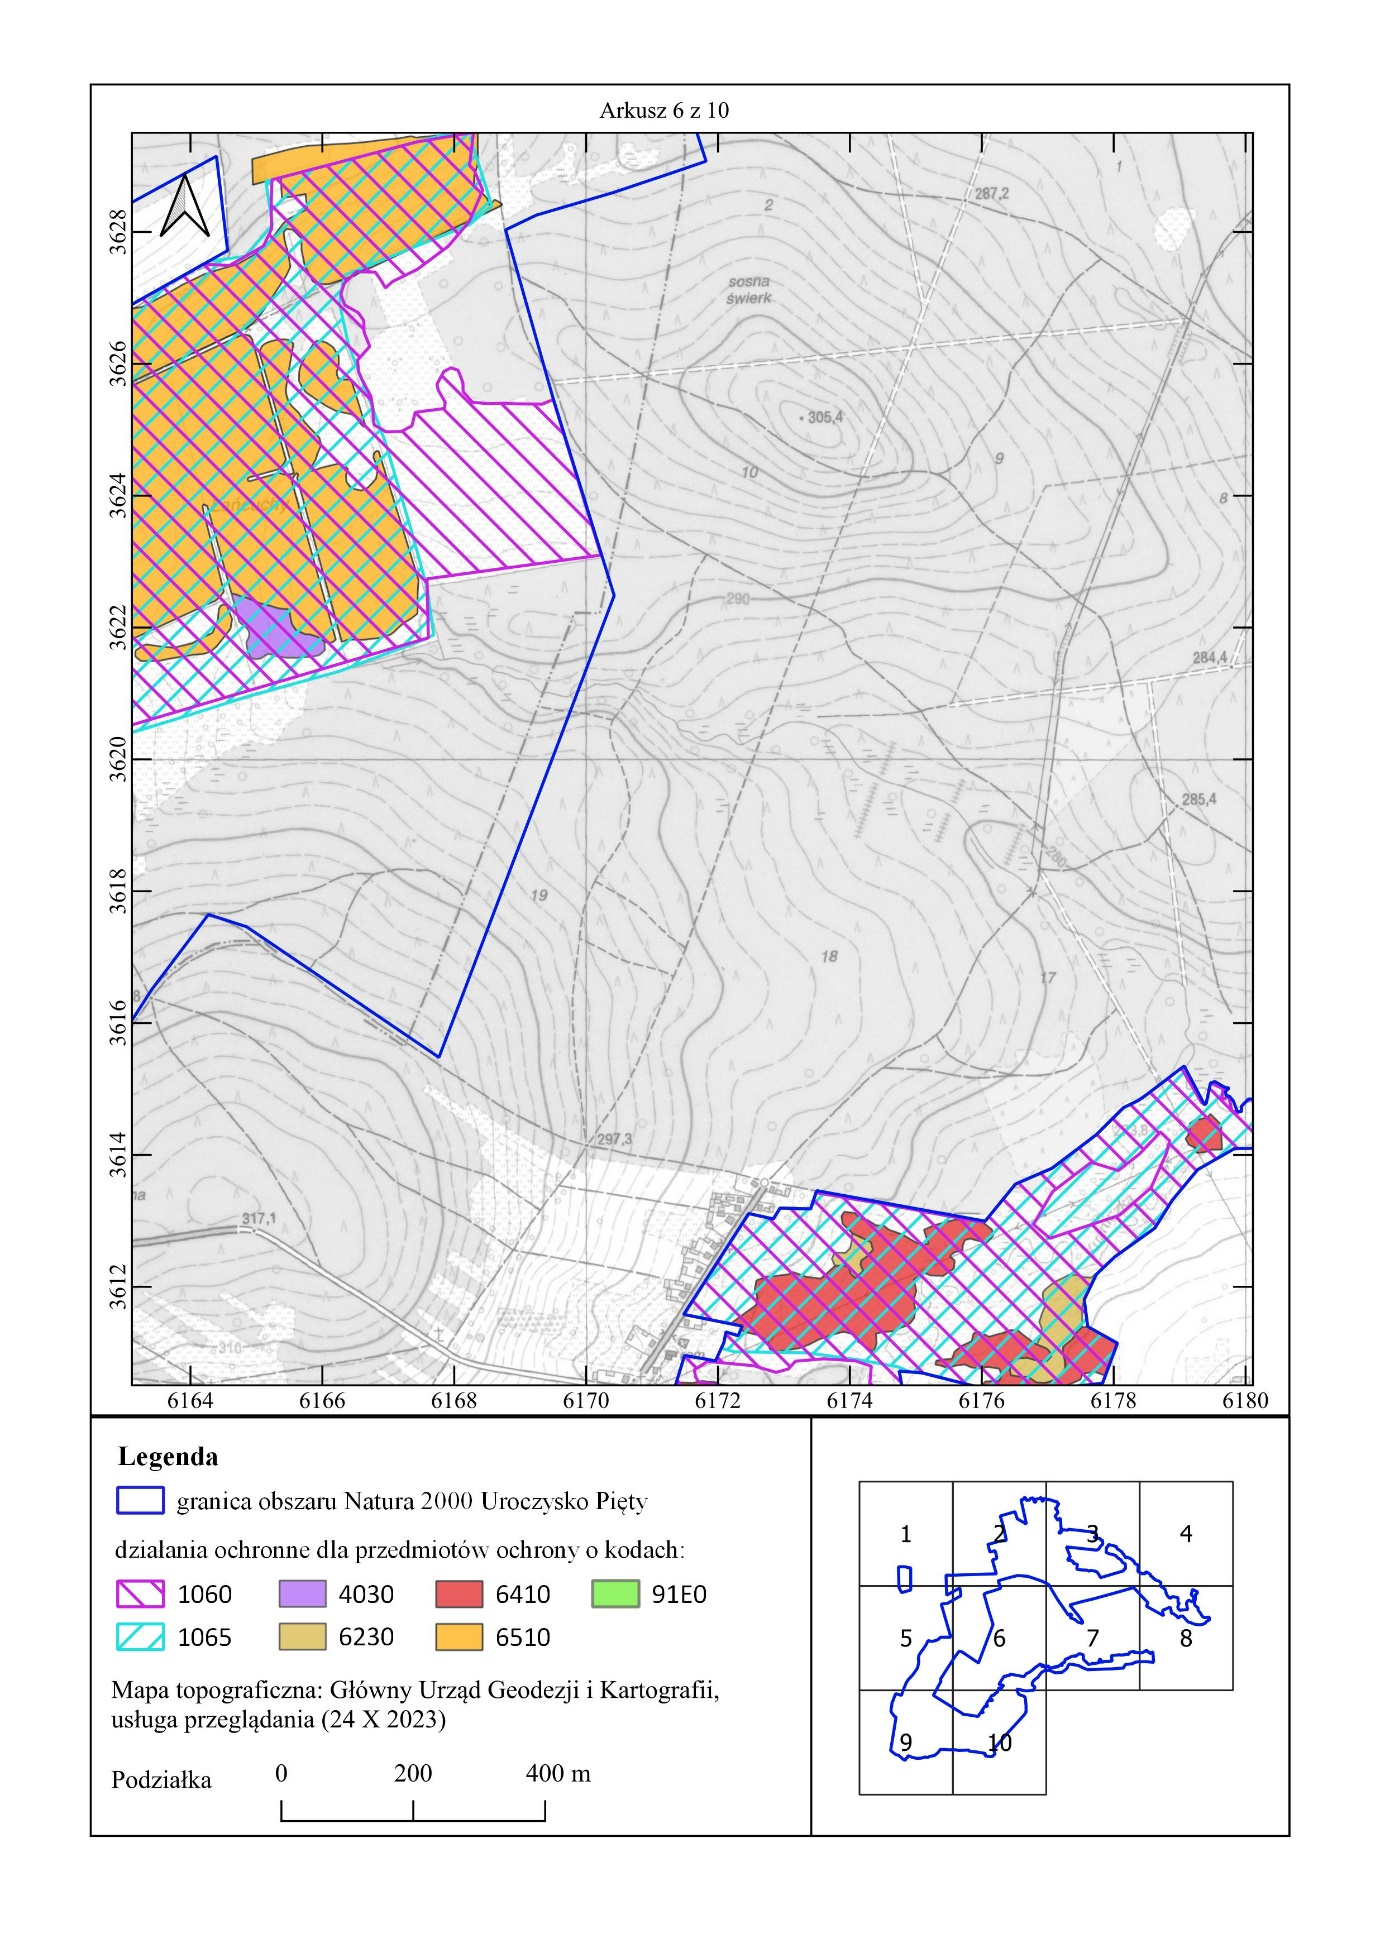 Arkusz 6 z 10
1
287,2
2
3628
sosna
świerk
3626
305,4
9
10
3624
8
290
3622
284,4
3620
285,4
280
3618
19
18
17
8
3616
297,3
3614
na
317,1
3612
310
6164 6166 6168 6170 6172 6174 6176 6178 6180
Legenda
granica obszaru Natura 2000 Uroczysko Pięty
działania ochronne dla przedmiotów ochrony o kodach:
1060 4030 6410 91E0
1065 6230 6510
Mapa topograficzna: Główny Urząd Geodezji i Kartografii,
usługa przeglądania (24 X 2023)
Podziałka 0 200 400 m
1 2 3 4
5 6 7 8
9 10